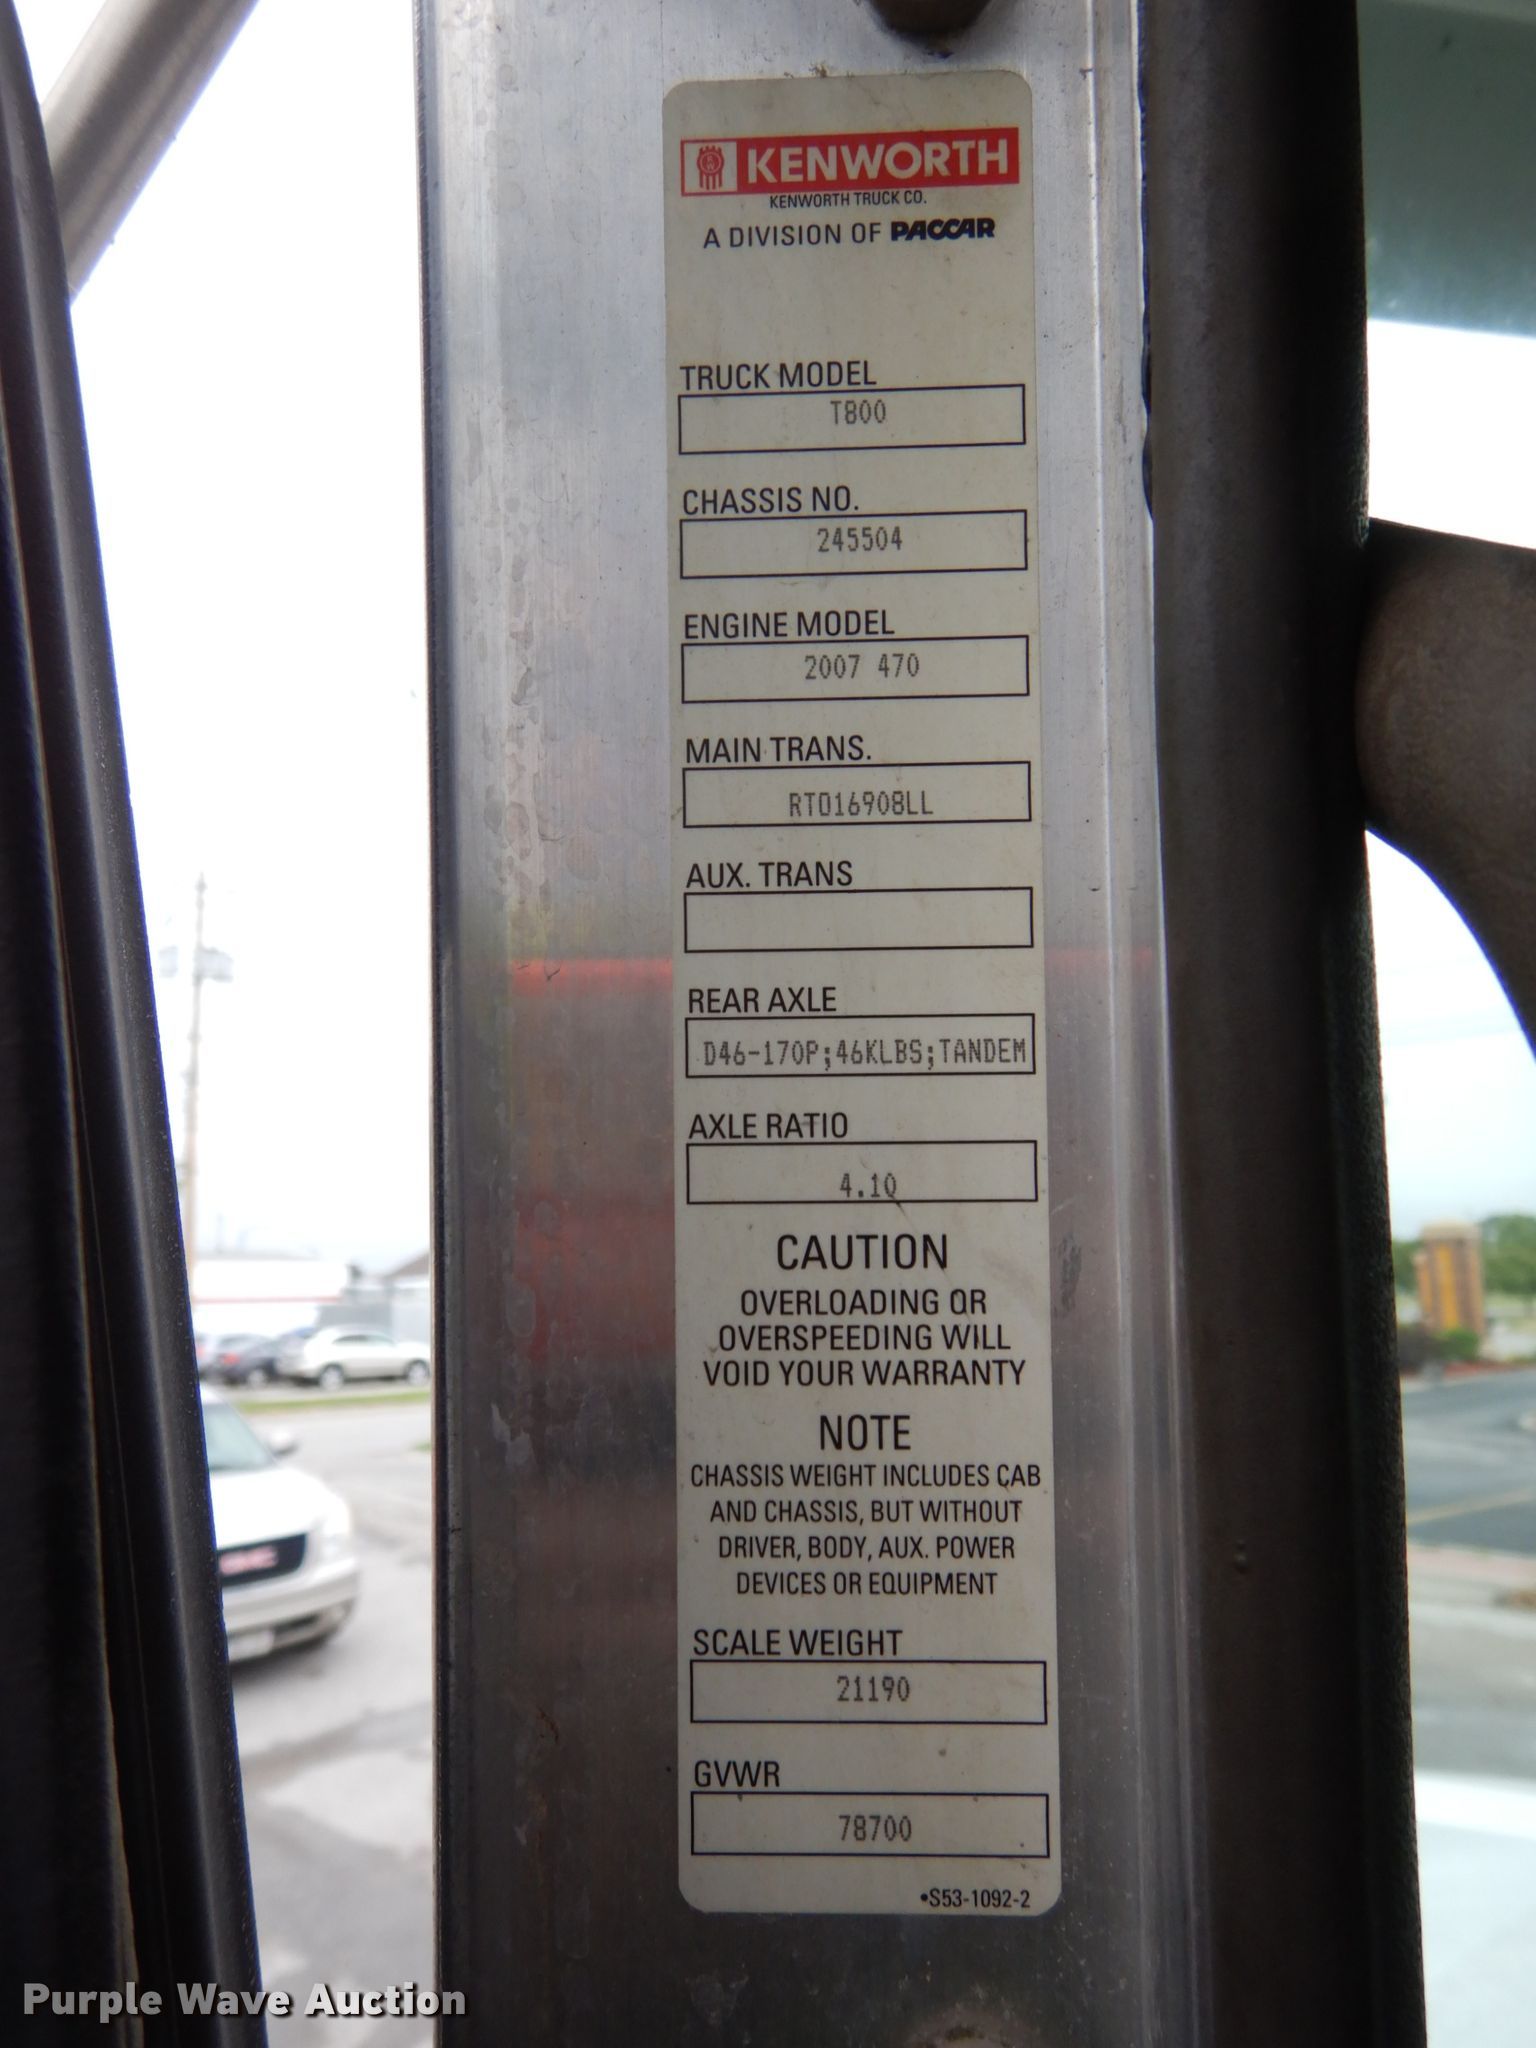 KENWORTH
KENWORTH TRUCK CO.
A DIVISION OF PACCAR
TRUCK MODEL
T800
CHASSIS NO.
245504
ENGINE MODEL
2007 470
MAIN TRANS.
RTO16908LL
AUX. TRANS
REAR AXLE
D46-170P;46KLBS;TANDEM
AXLE RATIO
4.10
CAUTION
OVERLOADING OR
OVERSPEEDING WILL
VOID YOUR WARRANTY
NOTE
CHASSIS WEIGHT INCLUDES CAB
AND CHASSIS, BUT WITHOUT
DRIVER, BODY, AUX. POWER
DEVICES OR EQUIPMENT
SCALE WEIGHT
21190
GVWR
78700
•S53-1092-2
Purple Wave Auction